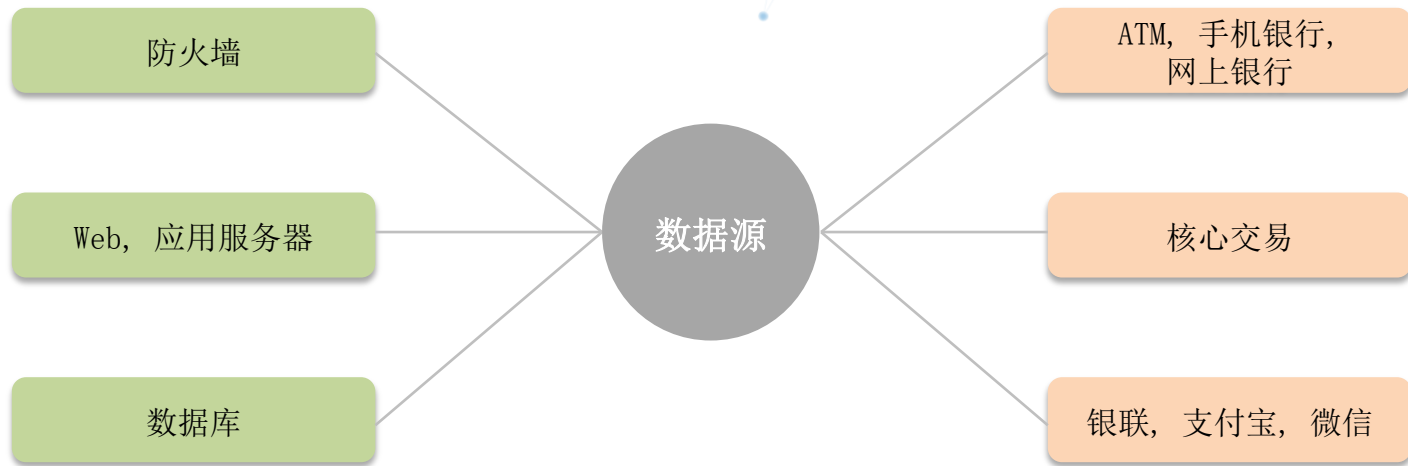 防火墙
Web, 应用服务器
数据库
数据源
ATM, 手机银行,
网上银行
核心交易
银联, 支付宝, 微信